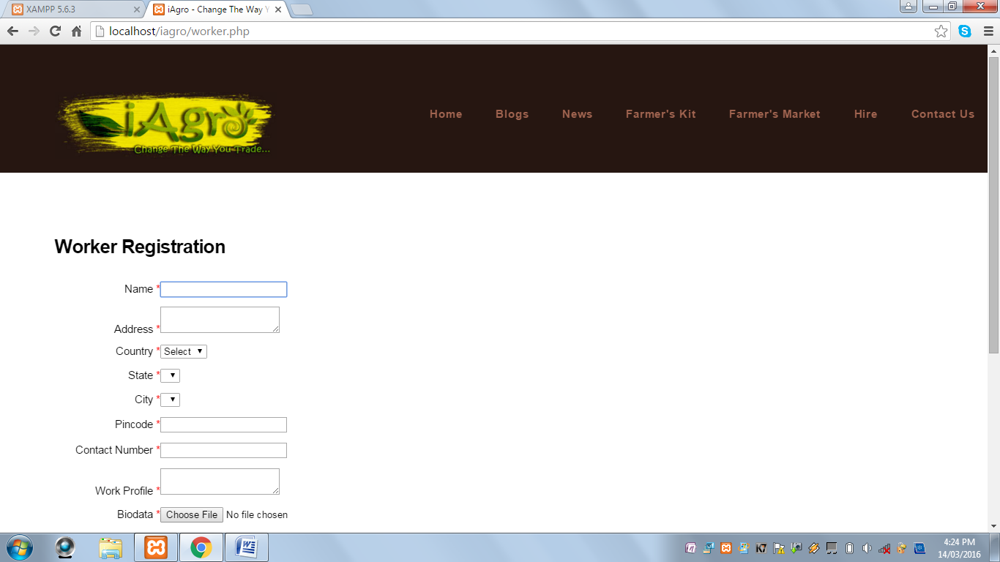 XAMPP 5.6.3
iAgro - Change The Way Y
localhost/iagro/worker.php
iAgro
Change The Way You Trade...
Home Blogs News Farmer's Kit Farmer's Market Hire Contact Us
Worker Registration
Name *
Address *
Country * Select
State *
City *
Pincode *
Contact Number *
Work Profile *
Biodata * Choose File No file chosen
4:24 PM
14/03/2016